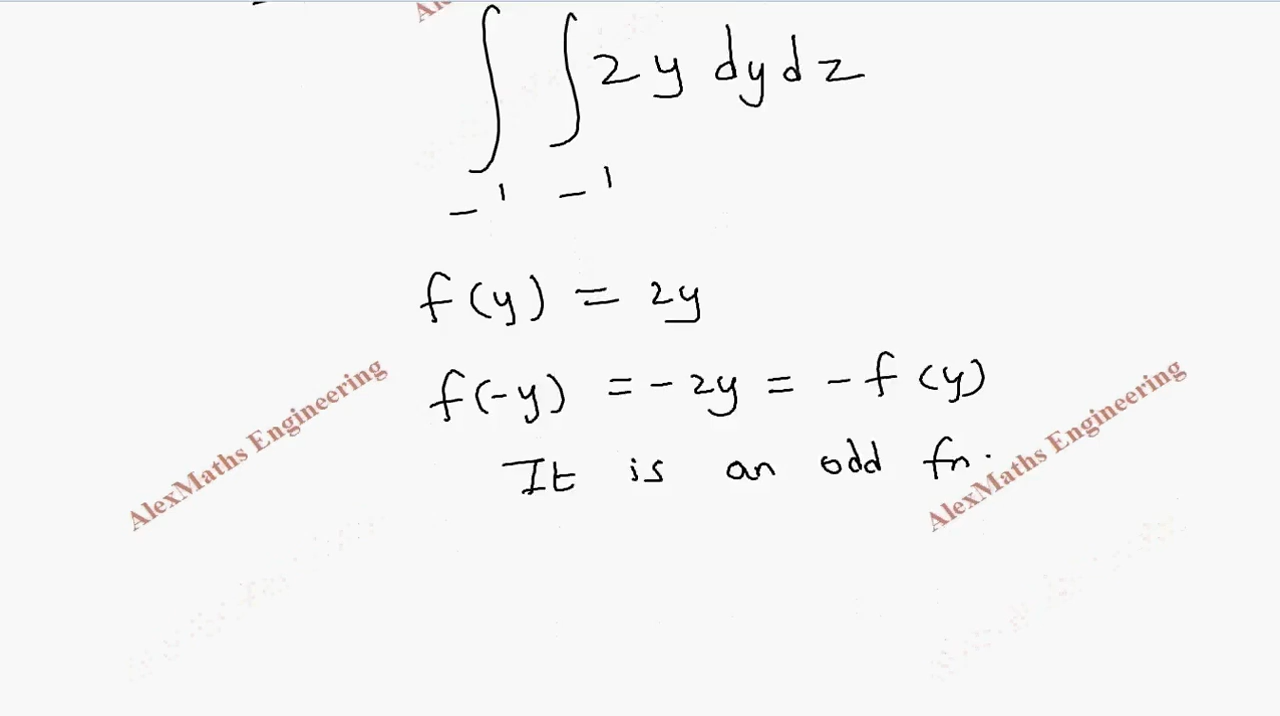 ∫ ∫ 2y dy dz
-1 -1
f(y) = 2y
f(-y) = -2y = -f(y)
It is an odd fn.
AlexMaths Engineering
AlexMaths Engineering